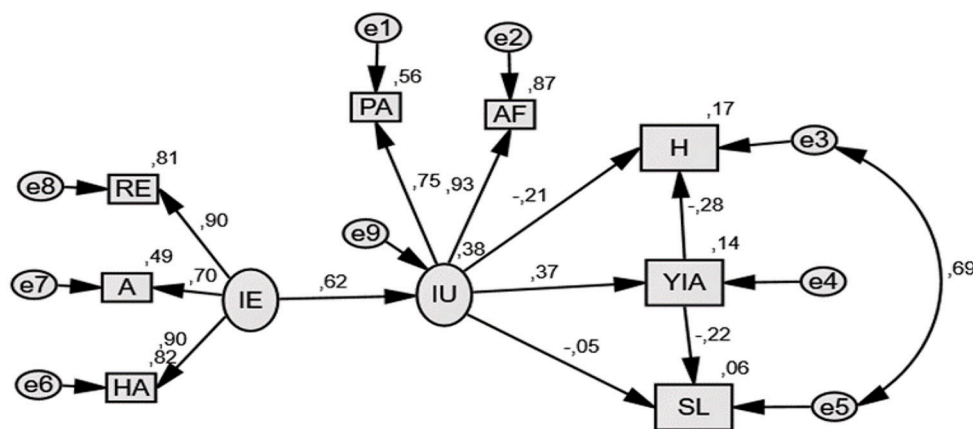 e1
e2
,56
,87
PA
AF
,17
H
e3
,81
e8
RE
,75
,93
-,21
-,28
,90
e9
,38
,14
,49
e7
A
,70
IE
,62
IU
,37
YIA
e4
,69
,90
,82
-,05
-,22
e6
HA
,06
SL
e5